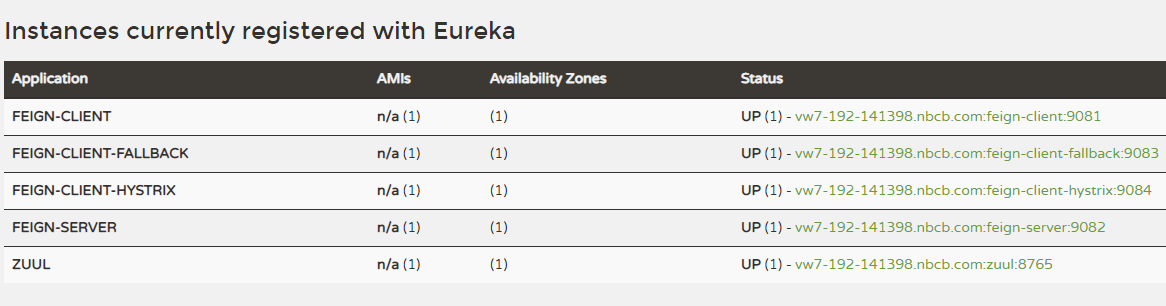 Instances currently registered with Eureka
Application AMIs Availability Zones Status
FEIGN-CLIENT n/a (1) (1) UP (1) - vw7-192-141398.nbcb.com:feign-client:9081
FEIGN-CLIENT-FALLBACK n/a (1) (1) UP (1) - vw7-192-141398.nbcb.com:feign-client-fallback:9083
FEIGN-CLIENT-HYSTRIX n/a (1) (1) UP (1) - vw7-192-141398.nbcb.com:feign-client-hystrix:9084
FEIGN-SERVER n/a (1) (1) UP (1) - vw7-192-141398.nbcb.com:feign-server:9082
ZUUL n/a (1) (1) UP (1) - vw7-192-141398.nbcb.com:zuul:8765